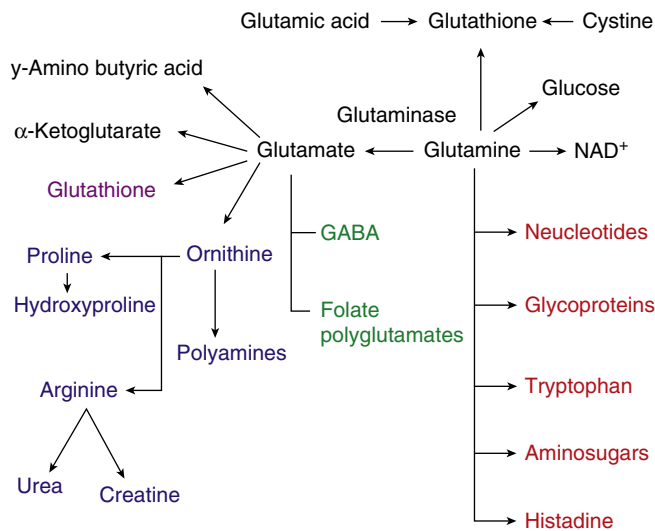 Glutamic acid
Glutathione
Cystine
y-Amino butyric acid
Glucose
Glutaminase
α-Ketoglutarate
Glutamate
Glutamine
NAD⁺
Glutathione
GABA
Neucleotides
Proline
Ornithine
Hydroxyproline
Folate
polyglutamates
Glycoproteins
Polyamines
Arginine
Tryptophan
Aminosugars
Urea
Creatine
Histadine